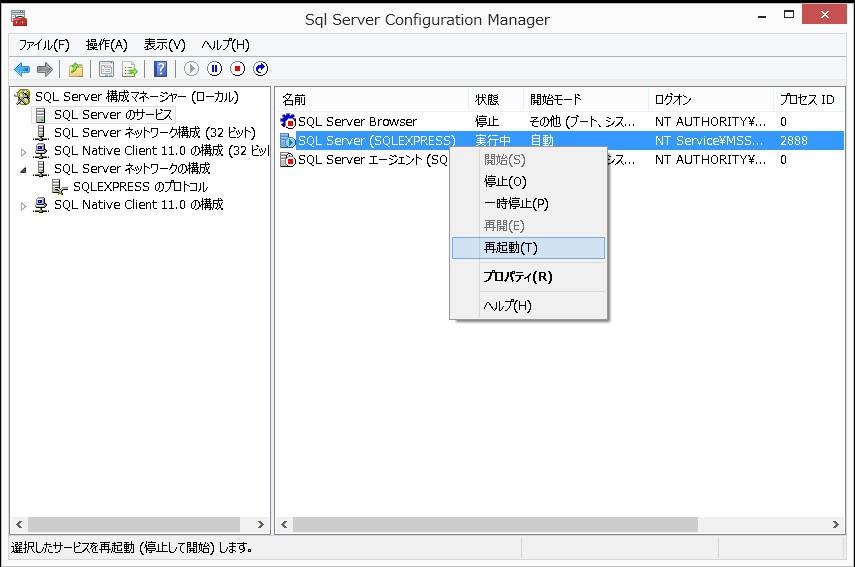 Sql Server Configuration Manager
ファイル(F) 操作(A) 表示(V) ヘルプ(H)
SQL Server 構成マネージャー (ローカル)
SQL Server のサービス
SQL Server ネットワーク構成 (32 ビット)
SQL Native Client 11.0 の構成 (32 ビッ
SQL Server ネットワークの構成
SQLEXPRESS のプロトコル
SQL Native Client 11.0 の構成
名前 状態 開始モード ログオン プロセス ID
SQL Server Browser 停止 その他 (ブート、シス... NT AUTHORITY¥... 0
SQL Server (SQLEXPRESS) 実行中 自動 NT Service¥MSS... 2888
SQL Server エージェント (SQ シス... NT AUTHORITY¥... 0
開始(S)
停止(O)
一時停止(P)
再開(E)
再起動(T)
プロパティ(R)
ヘルプ(H)
選択したサービスを再起動 (停止して開始) します。